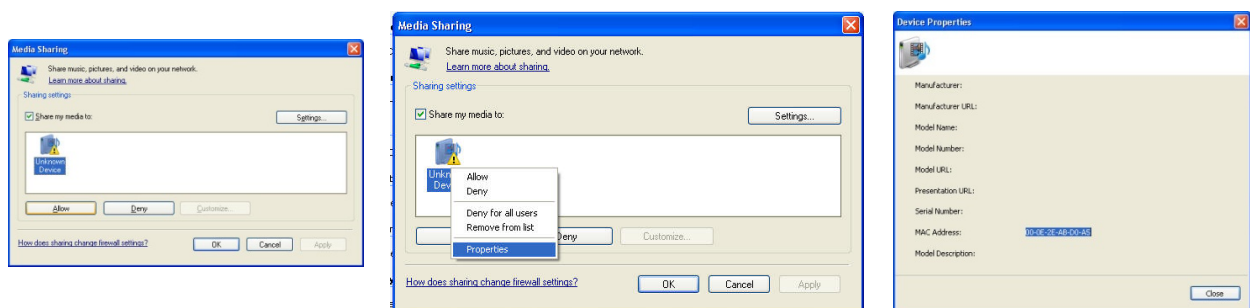 Media Sharing
Share music, pictures, and video on your network.
Learn more about sharing.
Sharing settings
Share my media to:
Settings...
Unknown
Device
Allow
Deny
Customize...
How does sharing change firewall settings?
OK
Cancel
Apply
Media Sharing
Share music, pictures, and video on your network.
Learn more about sharing.
Sharing settings
Share my media to:
Settings...
Unkn
Dev
Allow
Deny
Deny for all users
Remove from list
Properties
Deny
Customize...
How does sharing change firewall settings?
OK
Cancel
Apply
Device Properties
Manufacturer:
Manufacturer URL:
Model Name:
Model Number:
Model URL:
Presentation URL:
Serial Number:
MAC Address: 00-0E-2E-AB-D0-A5
Model Description:
Close